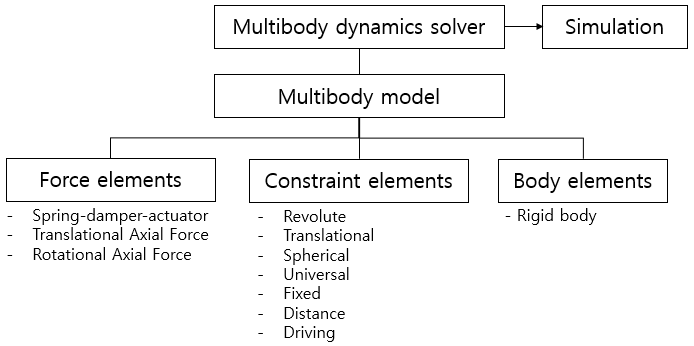 Multibody dynamics solver
Simulation
Multibody model
Force elements
- Spring-damper-actuator
- Translational Axial Force
- Rotational Axial Force
Constraint elements
- Revolute
- Translational
- Spherical
- Universal
- Fixed
- Distance
- Driving
Body elements
- Rigid body